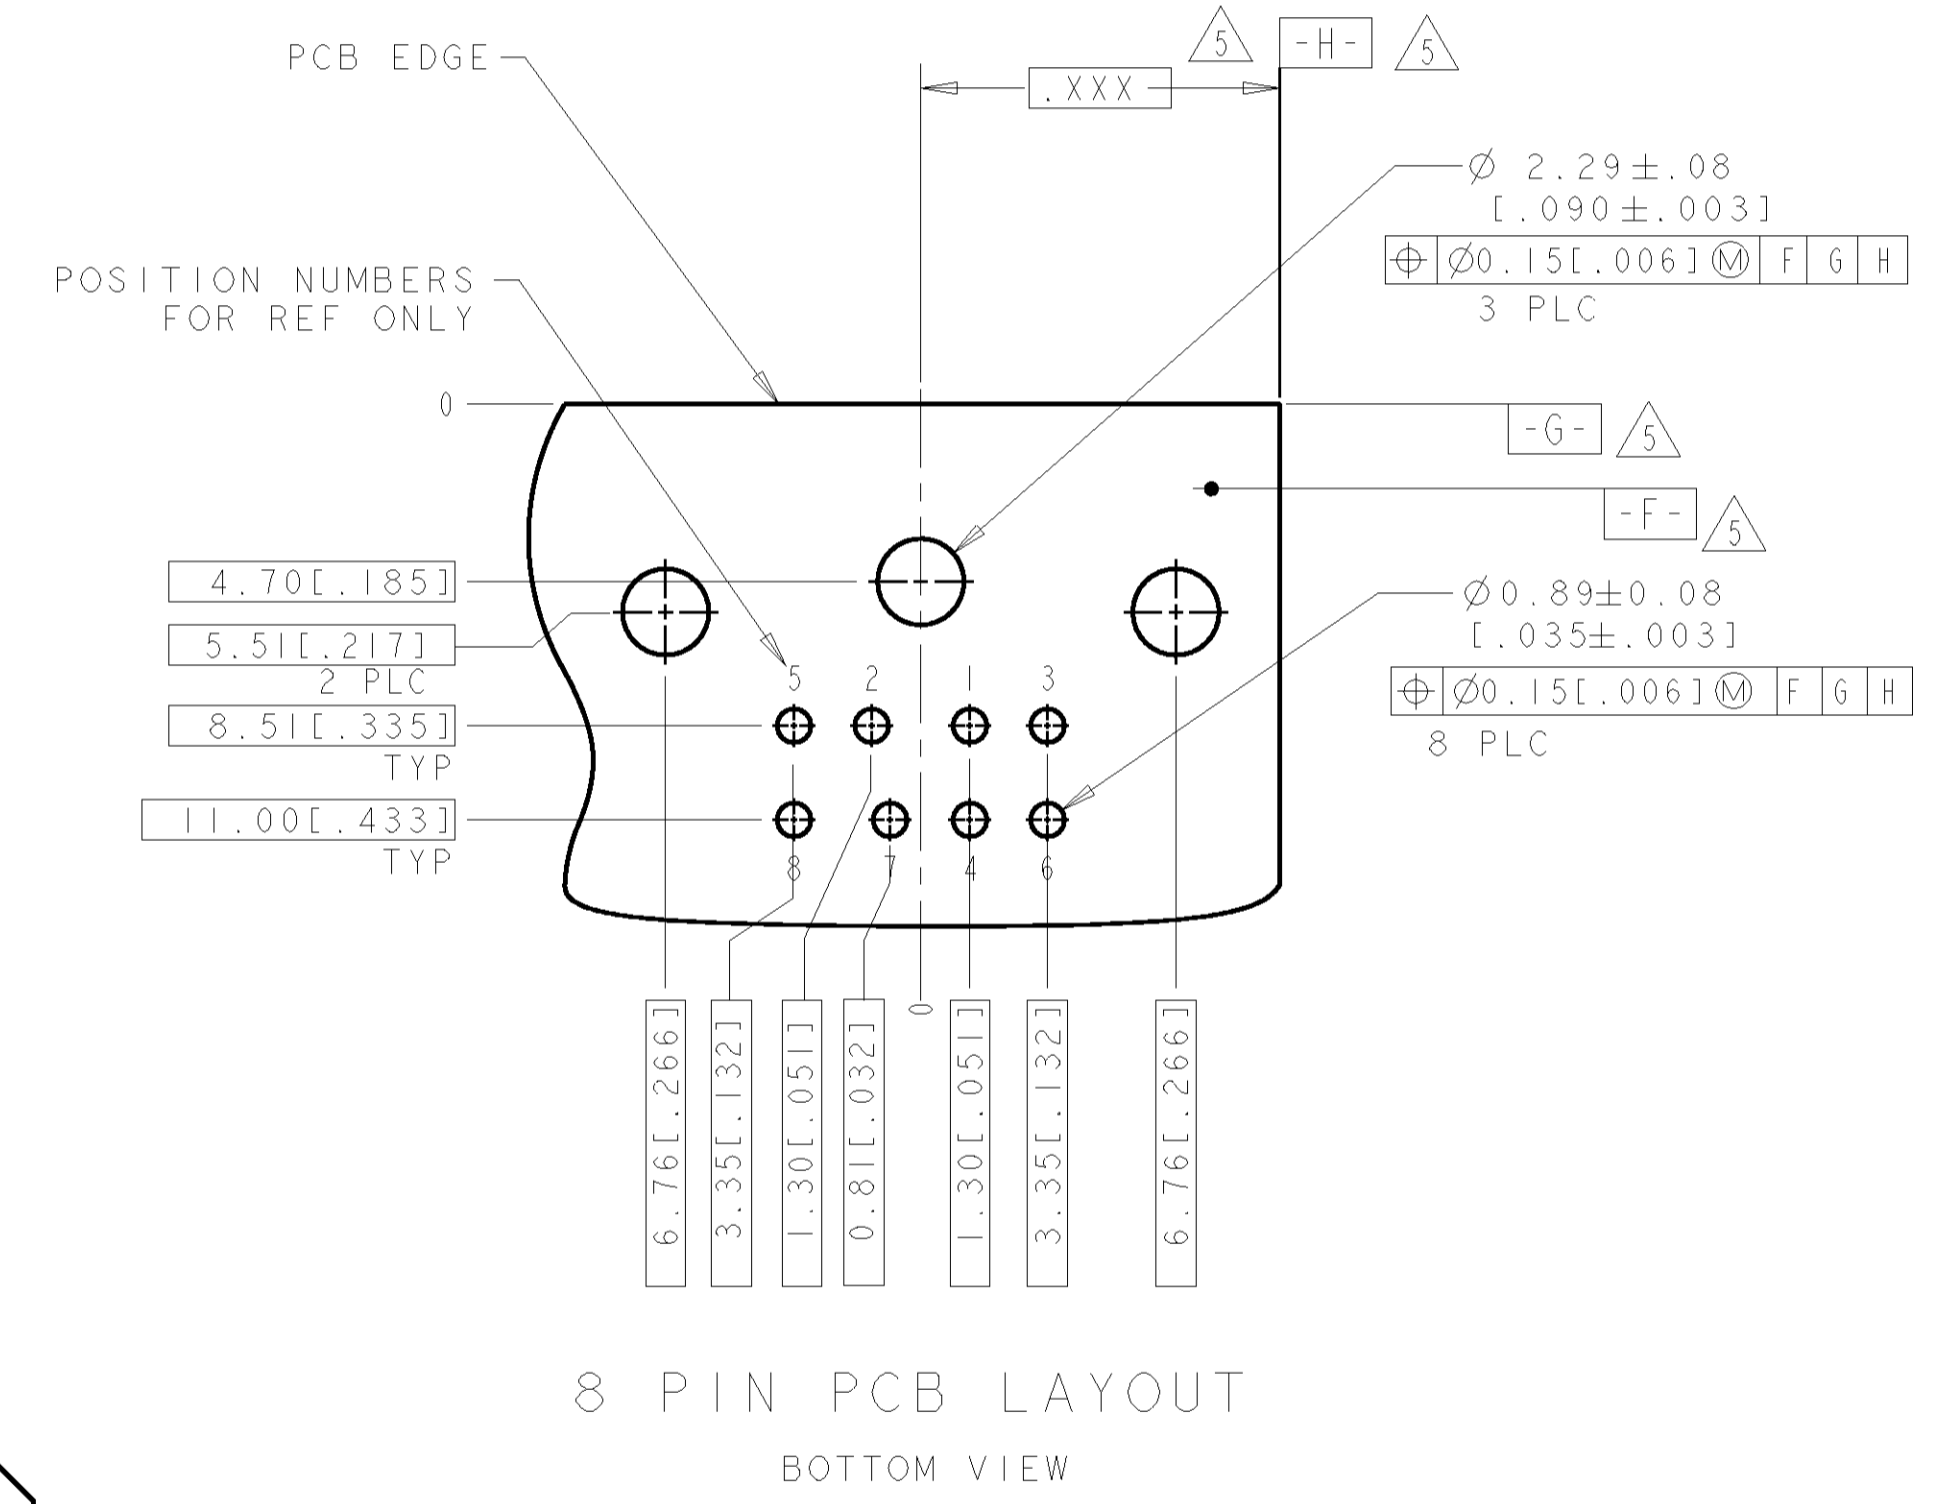 PCB EDGE
5
-H-
5
.XXX
Ø 2.29±.08
[.090±.003]
⌖ Ø0.15[.006] Ⓜ F G H
3 PLC
POSITION NUMBERS
FOR REF ONLY
0
-G-
5
-F-
5
4.70[.185]
5.51[.217]
2 PLC
Ø0.89±0.08
[.035±.003]
⌖ Ø0.15[.006] Ⓜ F G H
8 PLC
5 2 1 3
8.51[.335]
TYP
11.00[.433]
TYP
8 7 4 6
6.76[.266]
3.35[.132]
1.30[.051]
0.81[.032]
0
1.30[.051]
3.35[.132]
6.76[.266]
8 PIN PCB LAYOUT
BOTTOM VIEW